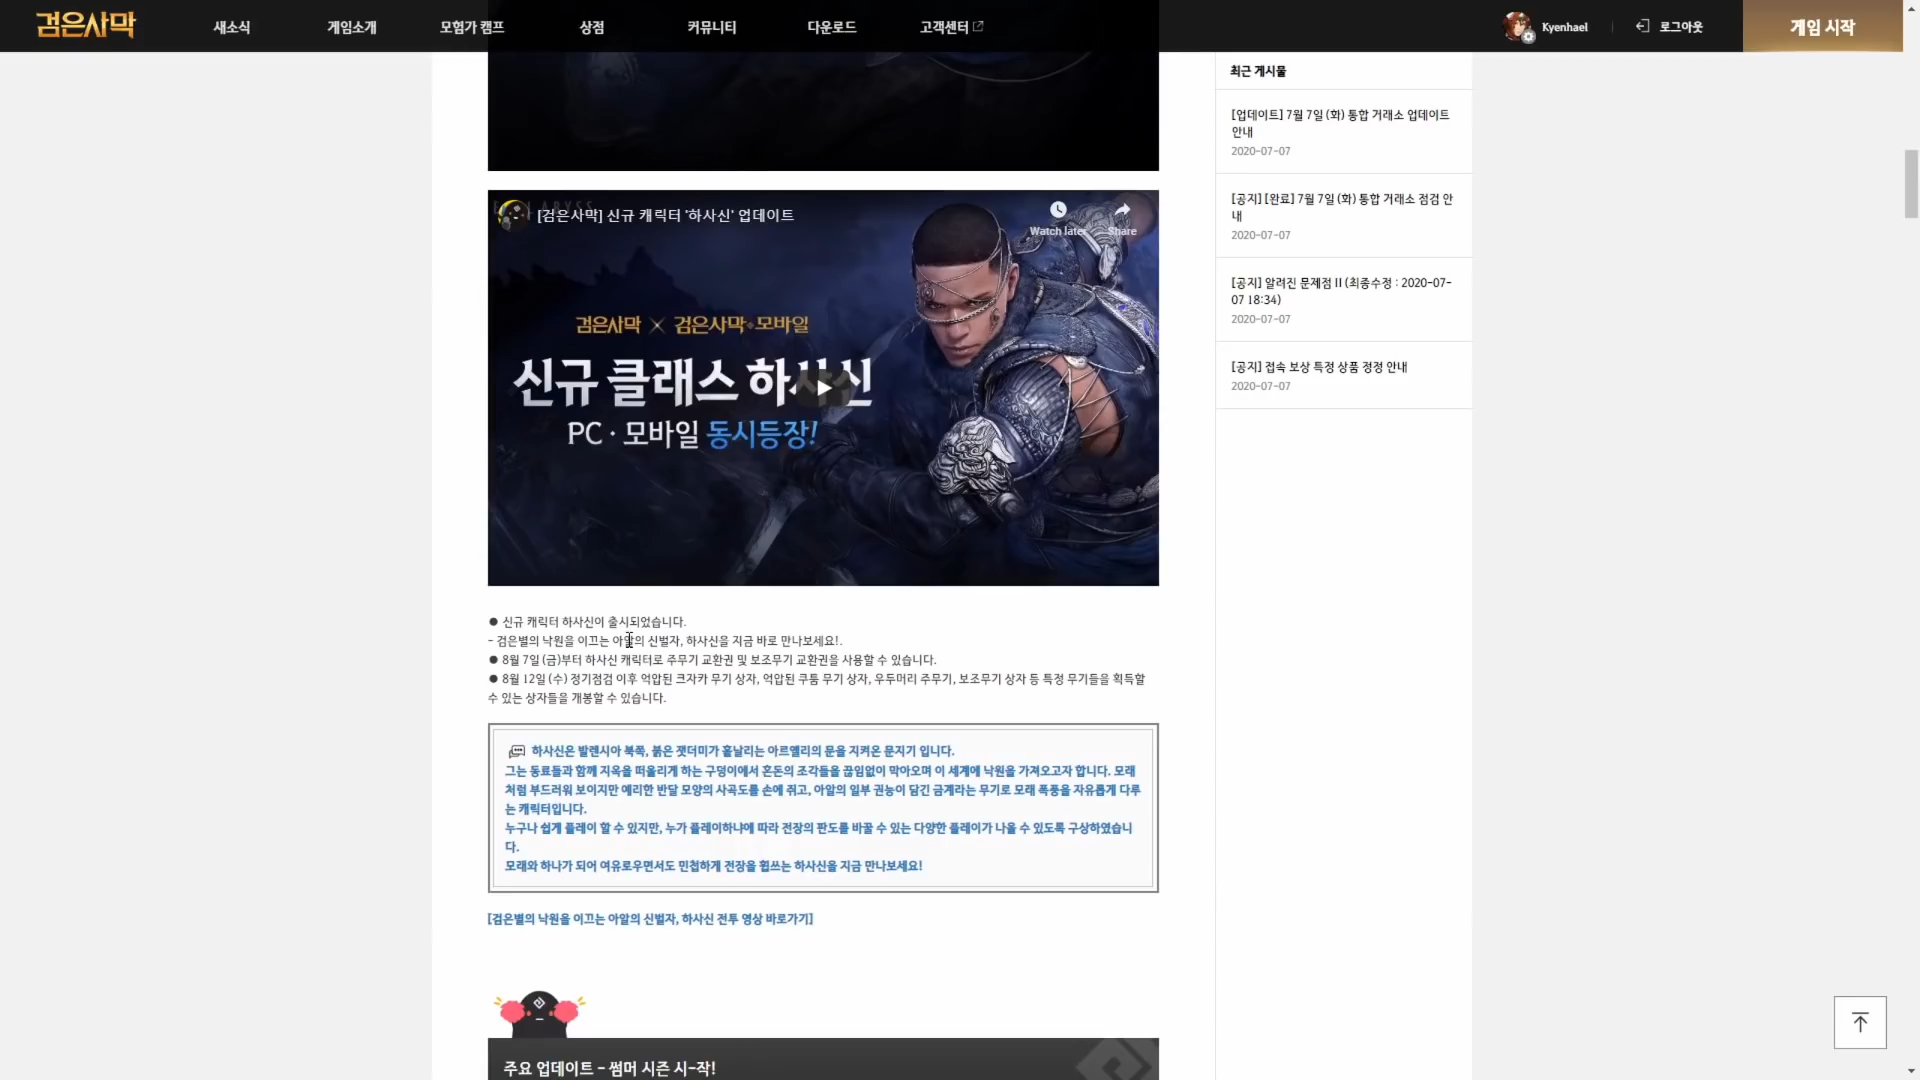 검은사막
새소식
게임소개
모험가 캠프
상점
커뮤니티
다운로드
고객센터
Kyenhael
로그아웃
게임 시작
[검은사막] 신규 캐릭터 '하사신' 업데이트
Watch later
Share
검은사막 × 검은사막 모바일
신규 클래스 하사신
PC · 모바일 동시등장!
● 신규 캐릭터 하사신이 출시되었습니다.
- 검은별의 낙원을 이끄는 아알의 신벌자, 하사신을 지금 바로 만나보세요!.
● 8월 7일 (금)부터 하사신 캐릭터로 주무기 교환권 및 보조무기 교환권을 사용할 수 있습니다.
● 8월 12일 (수) 정기점검 이후 억압된 크자카 무기 상자, 억압된 쿠툼 무기 상자, 우두머리 주무기, 보조무기 상자 등 특정 무기들을 획득할
수 있는 상자들을 개봉할 수 있습니다.
하사신은 발렌시아 북쪽, 붉은 잿더미가 흩날리는 아르엘리의 문을 지켜온 문지기 입니다.
그는 동료들과 함께 지옥을 떠올리게 하는 구덩이에서 혼돈의 조각들을 끊임없이 막아오며 이 세계에 낙원을 가져오고자 합니다. 모래
처럼 부드러워 보이지만 예리한 반달 모양의 사곡도를 손에 쥐고, 아알의 일부 권능이 담긴 금계라는 무기로 모래 폭풍을 자유롭게 다루
는 캐릭터입니다.
누구나 쉽게 플레이 할 수 있지만, 누가 플레이하냐에 따라 전장의 판도를 바꿀 수 있는 다양한 플레이가 나올 수 있도록 구상하였습니
다.
모래와 하나가 되어 여유로우면서도 민첩하게 전장을 휩쓰는 하사신을 지금 만나보세요!
[검은별의 낙원을 이끄는 아알의 신벌자, 하사신 전투 영상 바로가기]
주요 업데이트 - 썸머 시즌 시-작!
최근 게시물
[업데이트] 7월 7일 (화) 통합 거래소 업데이트
안내
2020-07-07
[공지] [완료] 7월 7일 (화) 통합 거래소 점검 안
내
2020-07-07
[공지] 알려진 문제점 II (최종수정 : 2020-07-
07 18:34)
2020-07-07
[공지] 접속 보상 특정 상품 정정 안내
2020-07-07